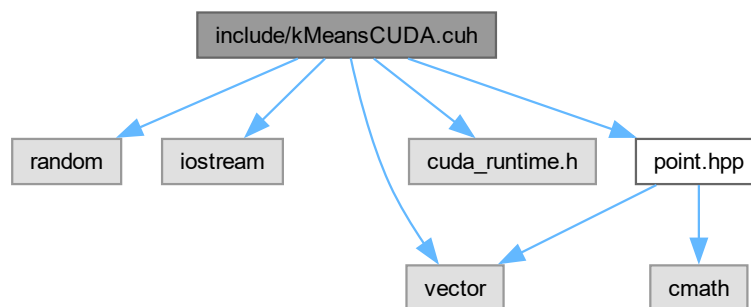 include/kMeansCUDA.cuh
random
iostream
cuda_runtime.h
point.hpp
vector
cmath